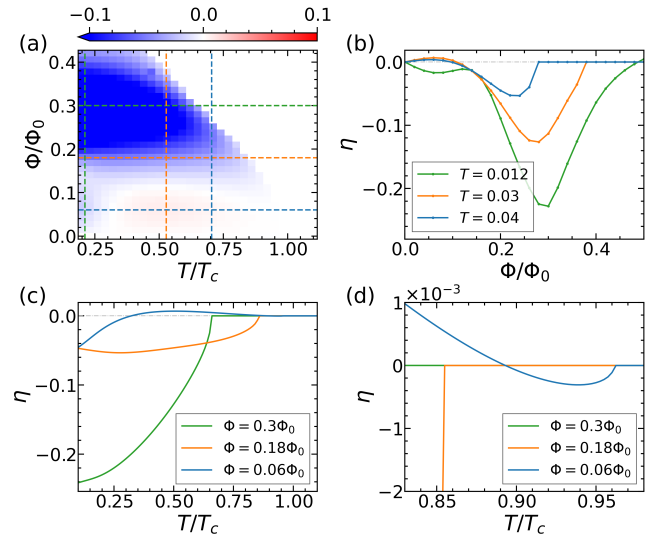 −0.1 0.0 0.1
(a)
Φ/Φ0
0.4
0.3
0.2
0.1
0.0
0.25 0.50 0.75 1.00
T/Tc
(b)
η
0.0
−0.1
−0.2
T = 0.012
T = 0.03
T = 0.04
0.0 0.2 0.4
Φ/Φ0
(c)
η
0.0
−0.1
−0.2
Φ = 0.3Φ0
Φ = 0.18Φ0
Φ = 0.06Φ0
0.25 0.50 0.75 1.00
T/Tc
(d)
×10−3
η
1
0
−1
−2
Φ = 0.3Φ0
Φ = 0.18Φ0
Φ = 0.06Φ0
0.85 0.90 0.95
T/Tc